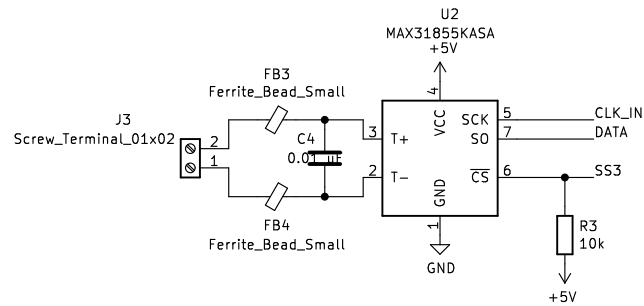 U2
MAX31855KASA
+5V
FB3
Ferrite_Bead_Small
J3
Screw_Terminal_01x02
2
1
C4
0.01 uF
3
T+
2
T-
4
VCC
SCK
5
CLK_IN
SO
7
DATA
CS
6
SS3
GND
1
GND
FB4
Ferrite_Bead_Small
R3
10k
+5V